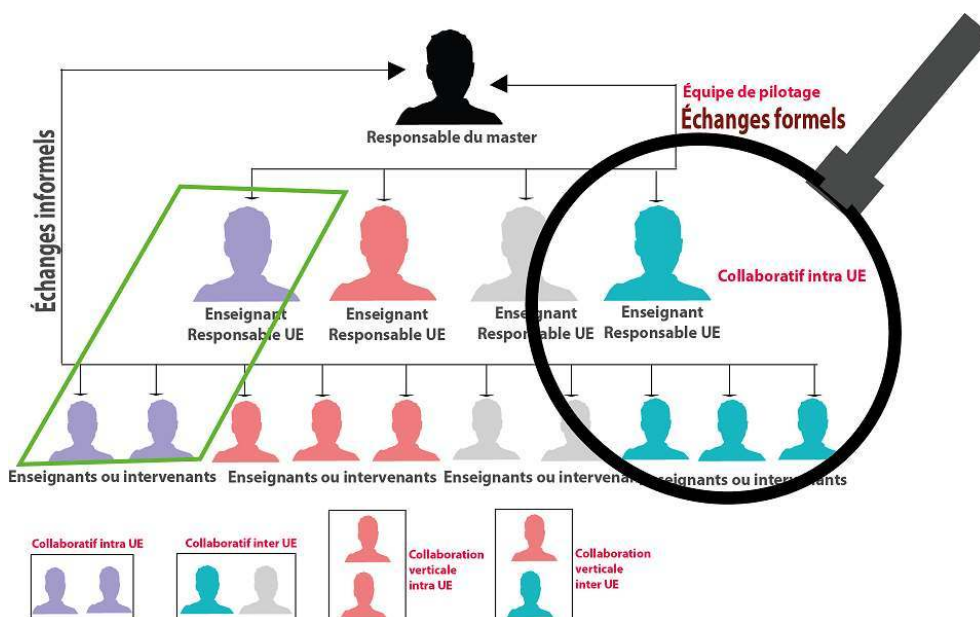 Équipe de pilotage
Échanges formels
Responsable du master
Échanges informels
Collaboratif intra UE
Enseignant
Responsable UE
Enseignant
Responsable UE
Enseignant
Responsable UE
Enseignant
Responsable UE
Enseignants ou intervenants
Enseignants ou intervenants
Enseignants ou intervenan
Enseignants ou intervenants
Collaboratif intra UE
Collaboratif inter UE
Collaboration
verticale
intra UE
Collaboration
verticale
inter UE